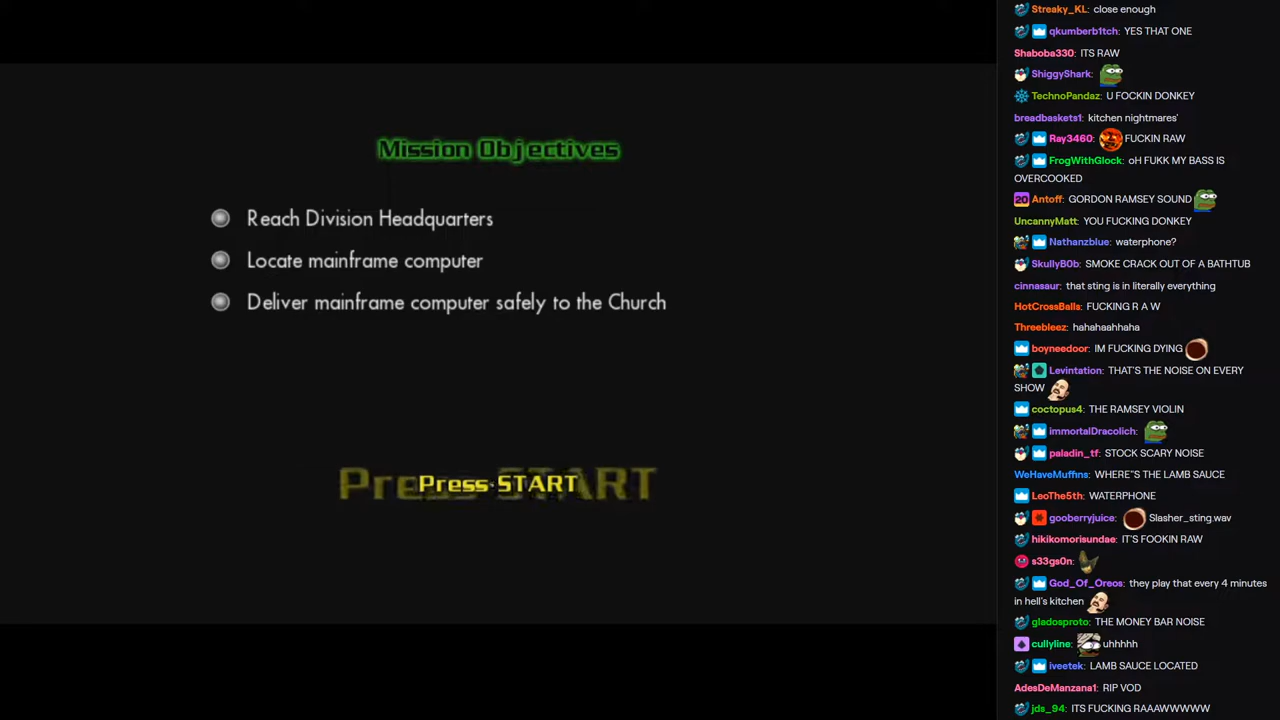 Mission Objectives
Reach Division Headquarters
Locate mainframe computer
Deliver mainframe computer safely to the Church
Press START
Press START
Streaky_KL: close enough
qkumberb1tch: YES THAT ONE
Shaboba330: ITS RAW
ShiggyShark:
TechnoPandaz: U FOCKIN DONKEY
breadbaskets1: kitchen nightmares'
Ray3460: FUCKIN RAW
FrogWithGlock: oH FUKK MY BASS IS
OVERCOOKED
20 Antoff: GORDON RAMSEY SOUND
UncannyMatt: YOU FUCKING DONKEY
Nathanzblue: waterphone?
SkullyB0b: SMOKE CRACK OUT OF A BATHTUB
cinnasaur: that sting is in literally everything
HotCrossBalls: FUCKING R A W
Threebleez: hahahaahhaha
boyneedoor: IM FUCKING DYING
Levintation: THAT'S THE NOISE ON EVERY
SHOW
coctopus4: THE RAMSEY VIOLIN
immortalDracolich:
paladin_tf: STOCK SCARY NOISE
WeHaveMuffins: WHERE"S THE LAMB SAUCE
LeoThe5th: WATERPHONE
gooberryjuice: Slasher_sting.wav
hikikomorisundae: IT'S FOOKIN RAW
s33gs0n:
God_Of_Oreos: they play that every 4 minutes
in hell's kitchen
gladosproto: THE MONEY BAR NOISE
cullyline: uhhhhh
iveetek: LAMB SAUCE LOCATED
AdesDeManzana1: RIP VOD
jds_94: ITS FUCKING RAAAWWWWW